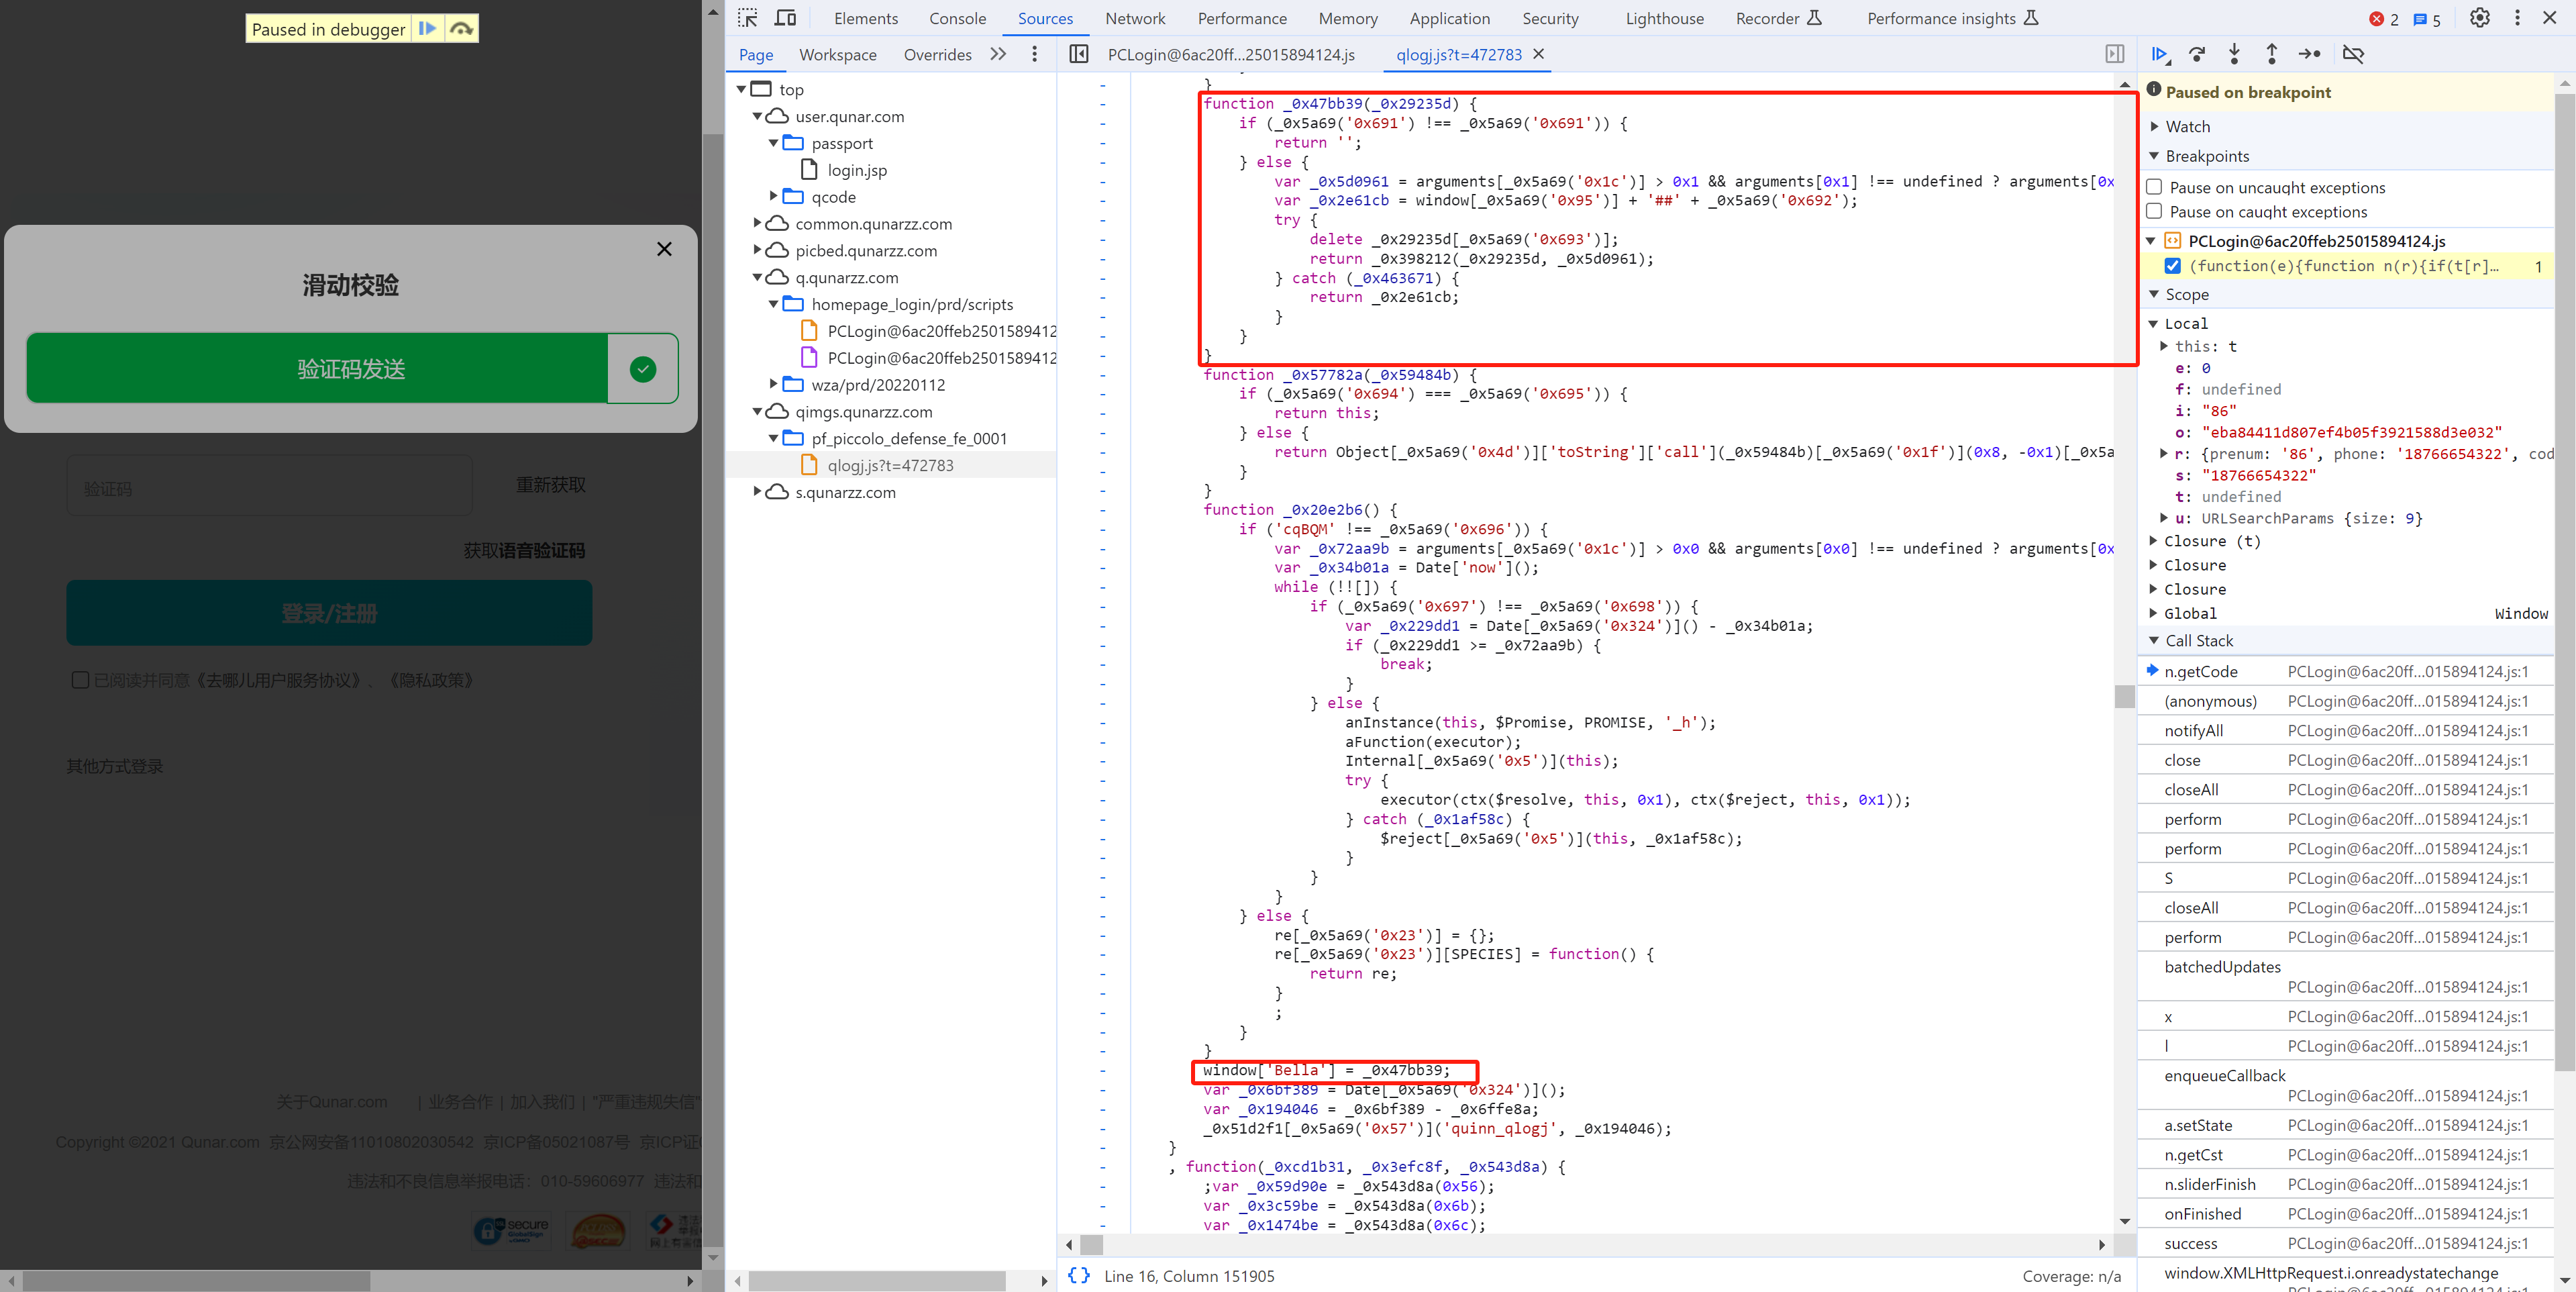 Paused in debugger
滑动校验
验证码发送
验证码
重新获取
获取语音验证码
登录/注册
已阅读并同意《去哪儿用户服务协议》、《隐私政策》
其他方式登录
关于Qunar.com | 业务合作 | 加入我们 | "严重违规失信"
Copyright ©2021 Qunar.com 京公网安备11010802030542 京ICP备05021087号 京ICP证
违法和不良信息举报电话：010-59606977 违法和
secure
Elements Console Sources Network Performance Memory Application Security Lighthouse Recorder Performance insights 2 5
Page Workspace Overrides
PCLogin@6ac20ff...25015894124.js qlogj.js?t=472783
top
user.qunar.com
passport
login.jsp
qcode
common.qunarzz.com
picbed.qunarzz.com
q.qunarzz.com
homepage_login/prd/scripts
PCLogin@6ac20ffeb2501589412
PCLogin@6ac20ffeb2501589412
wza/prd/20220112
qimgs.qunarzz.com
pf_piccolo_defense_fe_0001
qlogj.js?t=472783
s.qunarzz.com
}
function _0x47bb39(_0x29235d) {
if (_0x5a69('0x691') !== _0x5a69('0x691')) {
return '';
} else {
var _0x5d0961 = arguments[_0x5a69('0x1c')] > 0x1 && arguments[0x1] !== undefined ? arguments[0x
var _0x2e61cb = window[_0x5a69('0x95')] + '##' + _0x5a69('0x692');
try {
delete _0x29235d[_0x5a69('0x693')];
return _0x398212(_0x29235d, _0x5d0961);
} catch (_0x463671) {
return _0x2e61cb;
}
}
}
function _0x57782a(_0x59484b) {
if (_0x5a69('0x694') === _0x5a69('0x695')) {
return this;
} else {
return Object[_0x5a69('0x4d')]['toString']['call'](_0x59484b)[_0x5a69('0x1f')](0x8, -0x1)[_0x5a
}
}
function _0x20e2b6() {
if ('cqBQM' !== _0x5a69('0x696')) {
var _0x72aa9b = arguments[_0x5a69('0x1c')] > 0x0 && arguments[0x0] !== undefined ? arguments[0x
var _0x34b01a = Date['now']();
while (!![]) {
if (_0x5a69('0x697') !== _0x5a69('0x698')) {
var _0x229dd1 = Date[_0x5a69('0x324')]() - _0x34b01a;
if (_0x229dd1 >= _0x72aa9b) {
break;
}
} else {
anInstance(this, $Promise, PROMISE, '_h');
aFunction(executor);
Internal[_0x5a69('0x5')](this);
try {
executor(ctx($resolve, this, 0x1), ctx($reject, this, 0x1));
} catch (_0x1af58c) {
$reject[_0x5a69('0x5')](this, _0x1af58c);
}
}
}
} else {
re[_0x5a69('0x23')] = {};
re[_0x5a69('0x23')][SPECIES] = function() {
return re;
}
;
}
}
window['Bella'] = _0x47bb39;
var _0x6bf389 = Date[_0x5a69('0x324')]();
var _0x194046 = _0x6bf389 - _0x6ffe8a;
_0x51d2f1[_0x5a69('0x57')]('quinn_qlogj', _0x194046);
}
, function(_0xcd1b31, _0x3efc8f, _0x543d8a) {
;var _0x59d90e = _0x543d8a(0x56);
var _0x3c59be = _0x543d8a(0x6b);
var _0x1474be = _0x543d8a(0x6c);
{} Line 16, Column 151905
Coverage: n/a
Paused on breakpoint
Watch
Breakpoints
Pause on uncaught exceptions
Pause on caught exceptions
PCLogin@6ac20ffeb25015894124.js
(function(e){function n(r){if(t[r]… 1
Scope
Local
this: t
e: 0
f: undefined
i: "86"
o: "eba84411d807ef4b05f3921588d3e032"
r: {prenum: '86', phone: '18766654322', cod
s: "18766654322"
t: undefined
u: URLSearchParams {size: 9}
Closure (t)
Closure
Closure
Global Window
Call Stack
n.getCode PCLogin@6ac20ff...015894124.js:1
(anonymous) PCLogin@6ac20ff...015894124.js:1
notifyAll PCLogin@6ac20ff...015894124.js:1
close PCLogin@6ac20ff...015894124.js:1
closeAll PCLogin@6ac20ff...015894124.js:1
perform PCLogin@6ac20ff...015894124.js:1
perform PCLogin@6ac20ff...015894124.js:1
S PCLogin@6ac20ff...015894124.js:1
closeAll PCLogin@6ac20ff...015894124.js:1
perform PCLogin@6ac20ff...015894124.js:1
batchedUpdates
PCLogin@6ac20ff...015894124.js:1
x PCLogin@6ac20ff...015894124.js:1
l PCLogin@6ac20ff...015894124.js:1
enqueueCallback
PCLogin@6ac20ff...015894124.js:1
a.setState PCLogin@6ac20ff...015894124.js:1
n.getCst PCLogin@6ac20ff...015894124.js:1
n.sliderFinish PCLogin@6ac20ff...015894124.js:1
onFinished PCLogin@6ac20ff...015894124.js:1
success PCLogin@6ac20ff...015894124.js:1
window.XMLHttpRequest.i.onreadystatechange